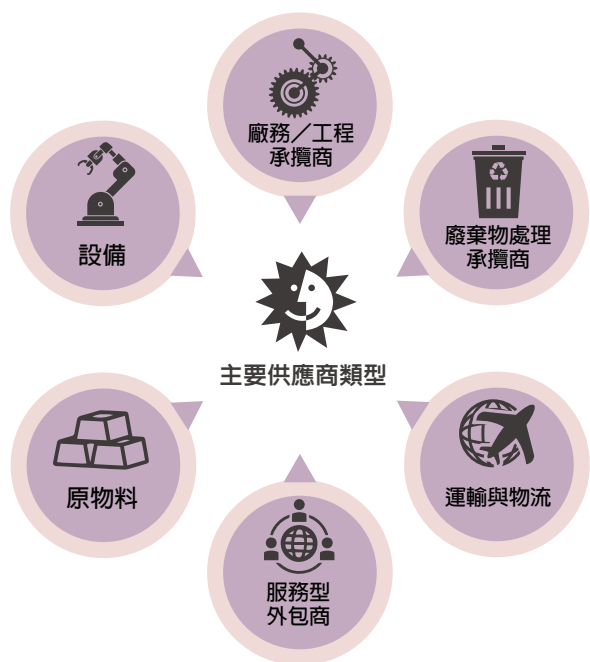 廠務／工程
承攬商
設備
廢棄物處理
承攬商
主要供應商類型
原物料
運輸與物流
服務型
外包商